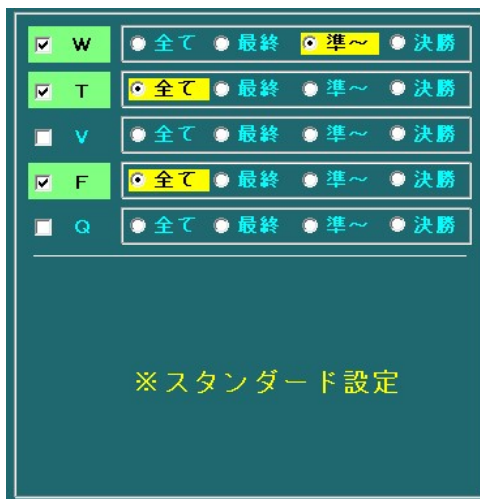 W 全て 最終 準～ 決勝
T 全て 最終 準～ 決勝
V 全て 最終 準～ 決勝
F 全て 最終 準～ 決勝
Q 全て 最終 準～ 決勝
※スタンダード設定